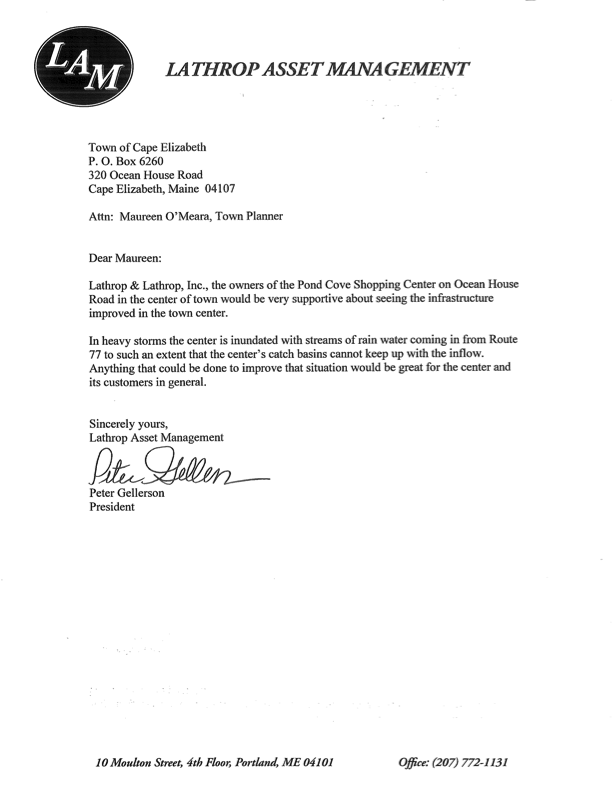 LAM
LATHROP ASSET MANAGEMENT
Town of Cape Elizabeth
P. O. Box 6260
320 Ocean House Road
Cape Elizabeth, Maine 04107
Attn: Maureen O'Meara, Town Planner
Dear Maureen:
Lathrop & Lathrop, Inc., the owners of the Pond Cove Shopping Center on Ocean House
Road in the center of town would be very supportive about seeing the infrastructure
improved in the town center.
In heavy storms the center is inundated with streams of rain water coming in from Route
77 to such an extent that the center's catch basins cannot keep up with the inflow.
Anything that could be done to improve that situation would be great for the center and
its customers in general.
Sincerely yours,
Lathrop Asset Management
Peter Gellerson
President
10 Moulton Street, 4th Floor, Portland, ME 04101
Office: (207) 772-1131